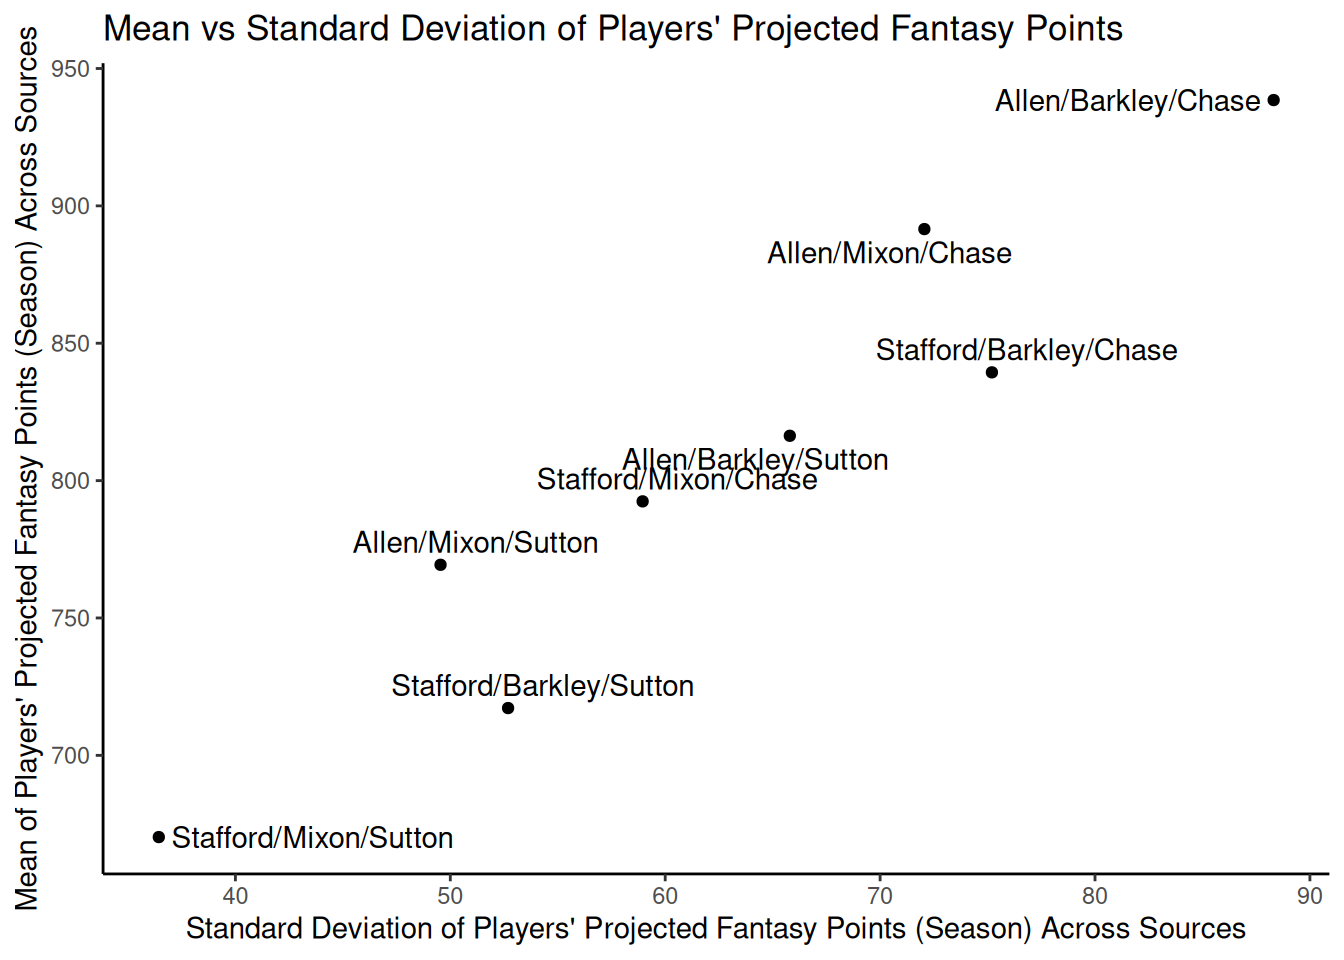 Mean vs Standard Deviation of Players' Projected Fantasy Points
Mean of Players' Projected Fantasy Points (Season) Across Sources
950
900
850
800
750
700
Allen/Barkley/Chase
Allen/Mixon/Chase
Stafford/Barkley/Chase
Allen/Barkley/Sutton
Stafford/Mixon/Chase
Allen/Mixon/Sutton
Stafford/Barkley/Sutton
Stafford/Mixon/Sutton
40 50 60 70 80 90
Standard Deviation of Players' Projected Fantasy Points (Season) Across Sources